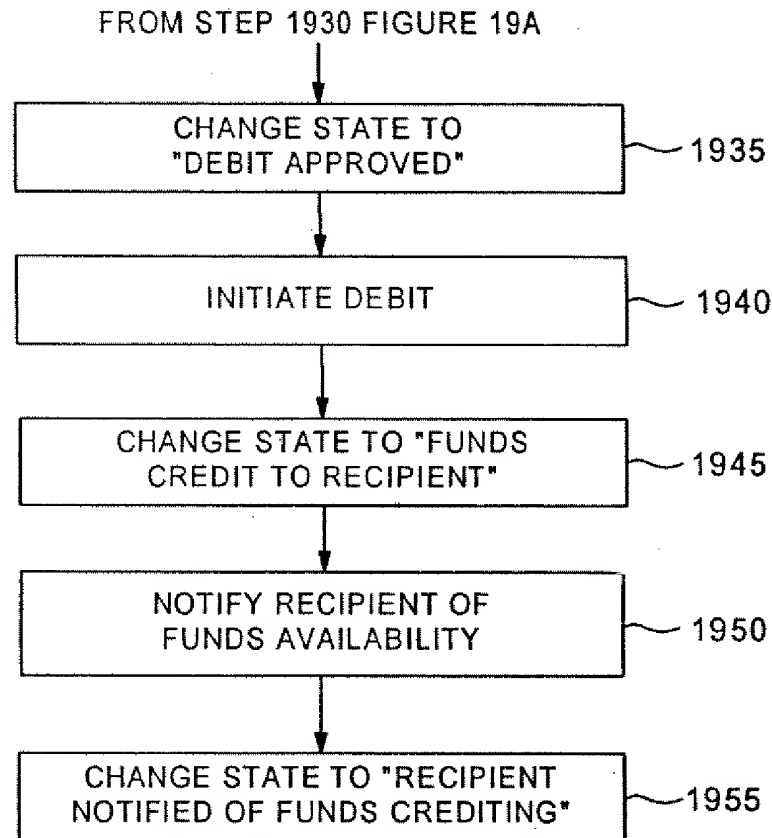 FROM STEP 1930 FIGURE 19A
CHANGE STATE TO
"DEBIT APPROVED"
1935
INITIATE DEBIT
1940
CHANGE STATE TO "FUNDS
CREDIT TO RECIPIENT"
1945
NOTIFY RECIPIENT OF
FUNDS AVAILABILITY
1950
CHANGE STATE TO "RECIPIENT
NOTIFIED OF FUNDS CREDITING"
1955